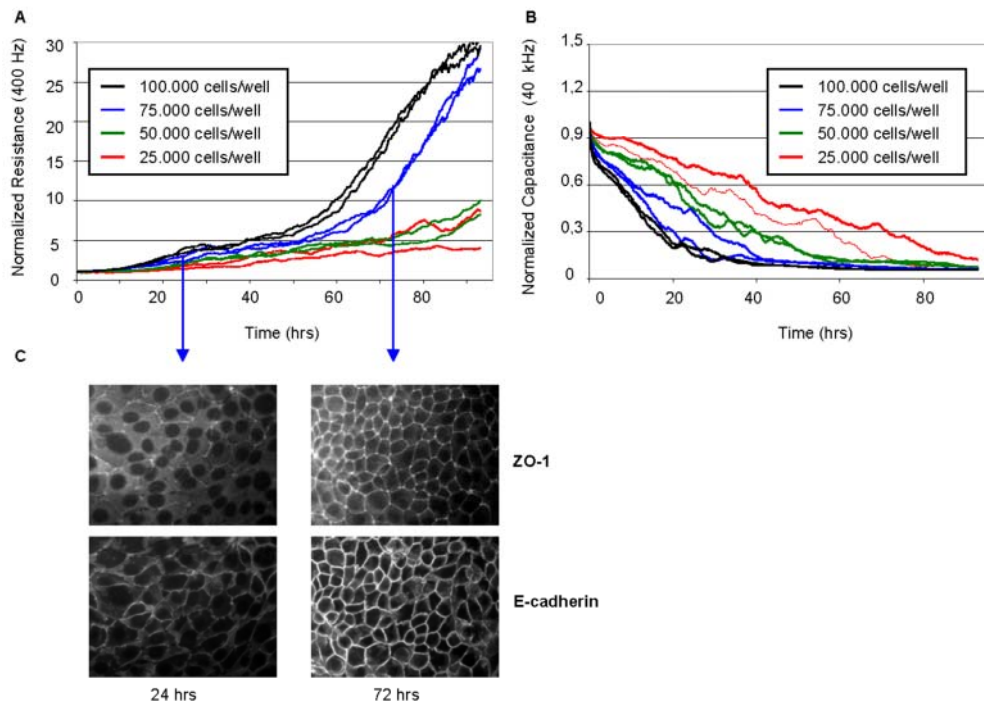 A
Normalized Resistance (400 Hz)
30
25
20
15
10
5
0
100.000 cells/well
75.000 cells/well
50.000 cells/well
25.000 cells/well
0 20 40 60 80
Time (hrs)
B
Normalized Capacitance (40 kHz)
1.5
1.2
0.9
0.6
0.3
0
100.000 cells/well
75.000 cells/well
50.000 cells/well
25.000 cells/well
0 20 40 60 80
Time (hrs)
C
ZO-1
E-cadherin
24 hrs 72 hrs